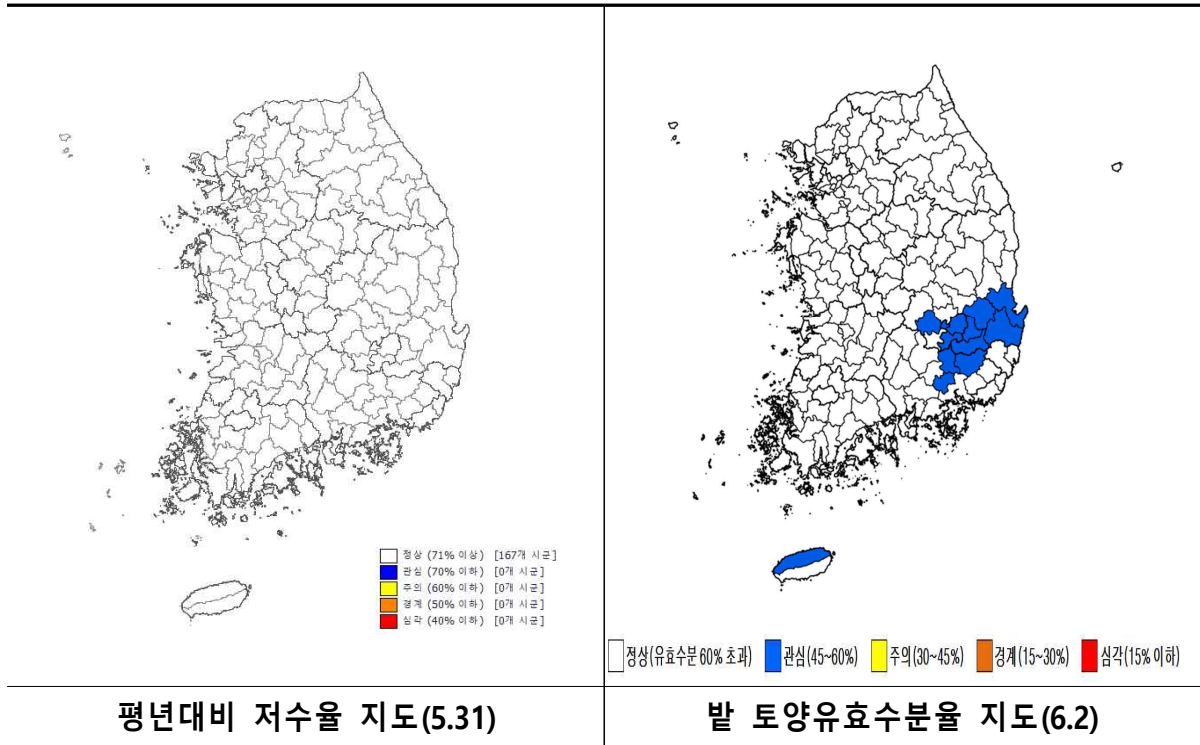 정상 (71% 이상) [167개 시군]
관심 (70% 이하) [0개 시군]
주의 (60% 이하) [0개 시군]
경계 (50% 이하) [0개 시군]
심각 (40% 이하) [0개 시군]
정상(유효수분 60% 초과) 관심(45~60%) 주의(30~45%) 경계(15~30%) 심각(15% 이하)
평년대비 저수율 지도(5.31)
밭 토양유효수분율 지도(6.2)